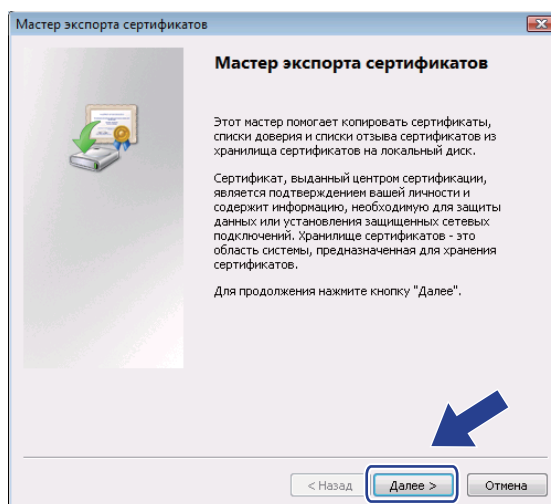 Мастер экспорта сертификатов
Мастер экспорта сертификатов
Этот мастер помогает копировать сертификаты,
списки доверия и списки отзыва сертификатов из
хранилища сертификатов на локальный диск.
Сертификат, выданный центром сертификации,
является подтверждением вашей личности и
содержит информацию, необходимую для защиты
данных или установления защищенных сетевых
подключений. Хранилище сертификатов - это
область системы, предназначенная для хранения
сертификатов.
Для продолжения нажмите кнопку "Далее".
< Назад Далее > Отмена